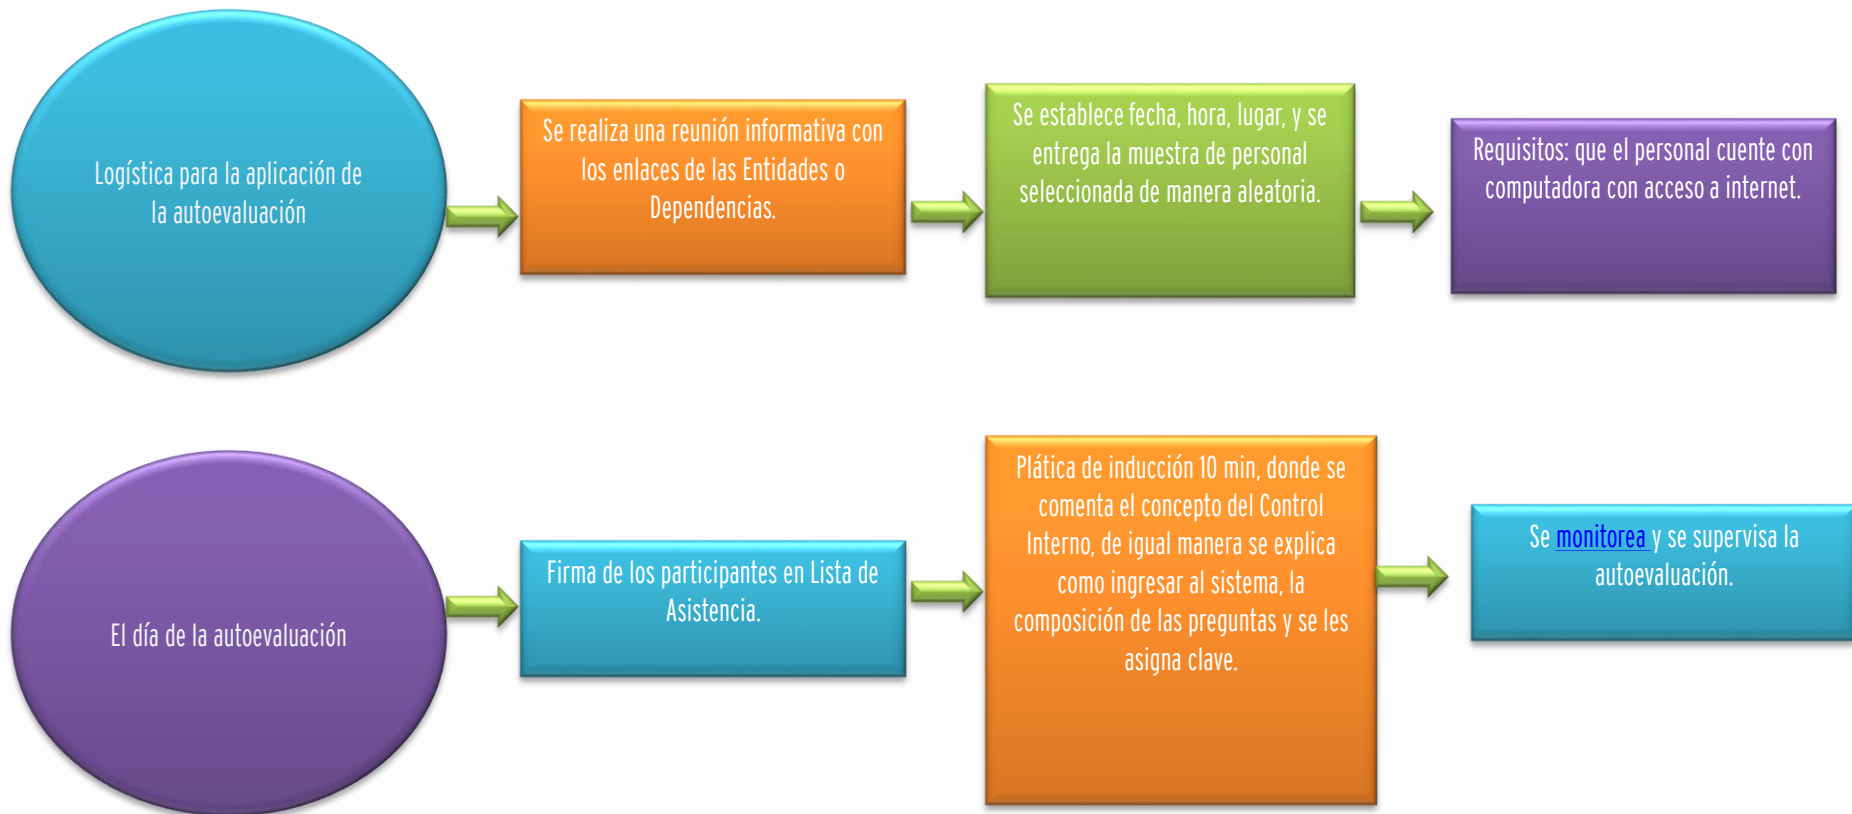 Logística para la aplicación de
la autoevaluación
Se realiza una reunión informativa con
los enlaces de las Entidades o
Dependencias.
Se establece fecha, hora, lugar, y se
entrega la muestra de personal
seleccionada de manera aleatoria.
Requisitos: que el personal cuente con
computadora con acceso a internet.
El día de la autoevaluación
Firma de los participantes en Lista de
Asistencia.
Plática de inducción 10 min, donde se
comenta el concepto del Control
Interno, de igual manera se explica
como ingresar al sistema, la
composición de las preguntas y se les
asigna clave.
Se monitorea y se supervisa la
autoevaluación.